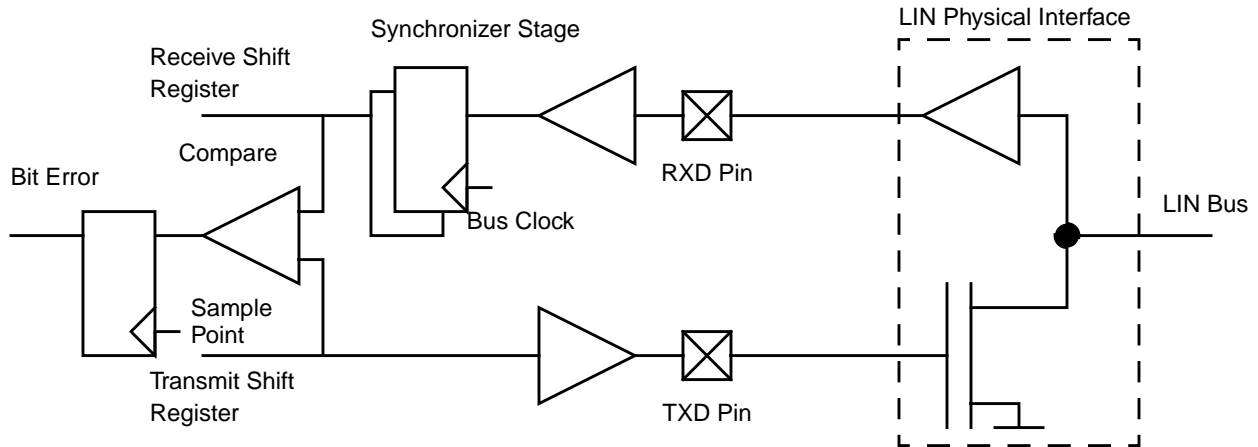 LIN Physical Interface
Synchronizer Stage
Receive Shift
Register
Compare
RXD Pin
Bit Error
Bus Clock
LIN Bus
Sample
Point
Transmit Shift
Register
TXD Pin